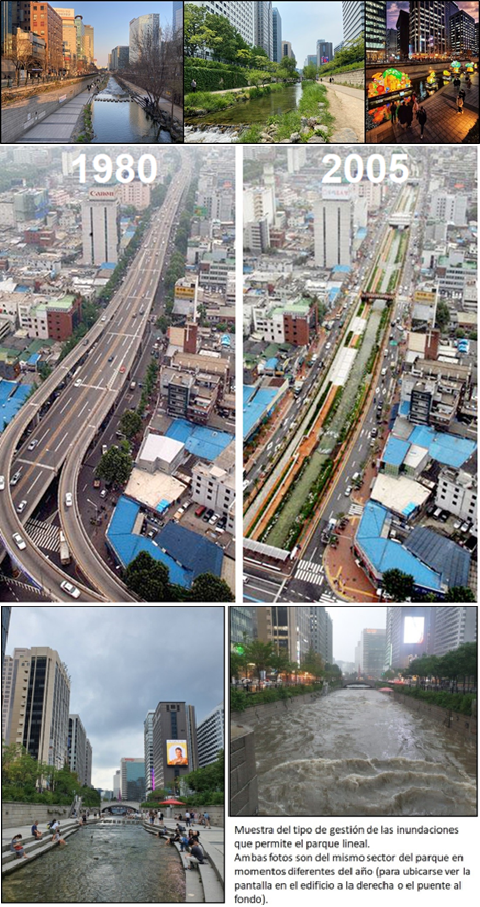 1980
2005
Canon
Muestra del tipo de gestión de las inundaciones
que permite el parque lineal.
Ambas fotos son del mismo sector del parque en
momentos diferentes del año (para ubicarse ver la
pantalla en el edificio a la derecha o el puente al
fondo).